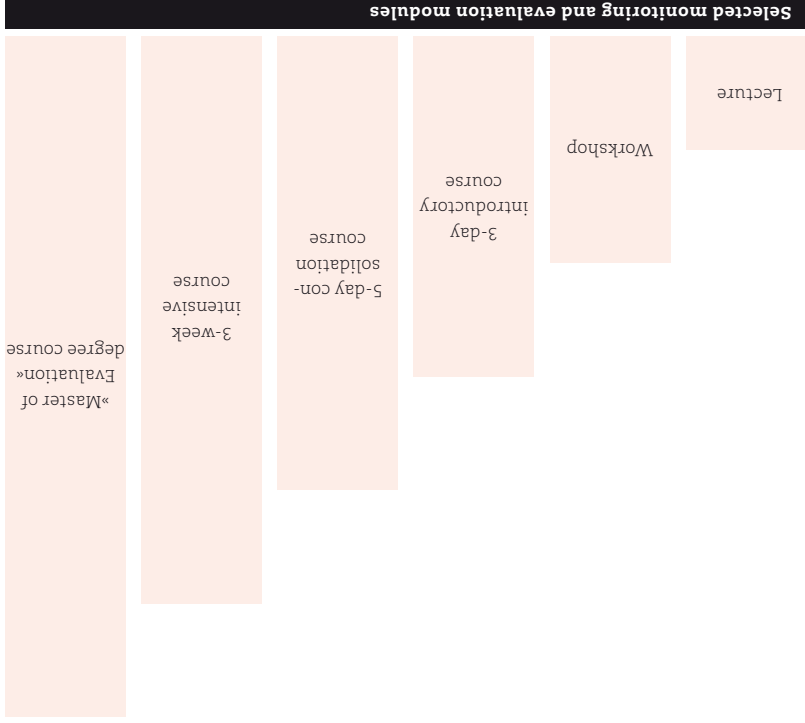 Lecture
Workshop
3-day
introductory
course
5-day con-
solidation
course
3-week
intensive
course
»Master of
Evaluation«
degree course
Selected monitoring and evaluation modules